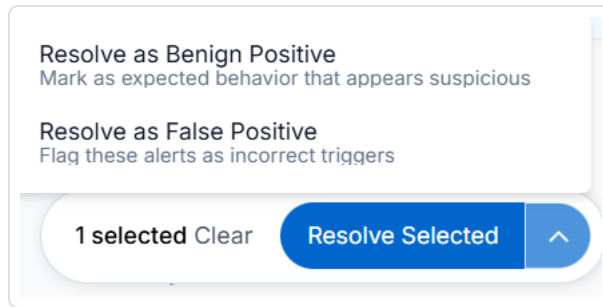 Resolve as Benign Positive
Mark as expected behavior that appears suspicious
Resolve as False Positive
Flag these alerts as incorrect triggers
1 selected Clear Resolve Selected